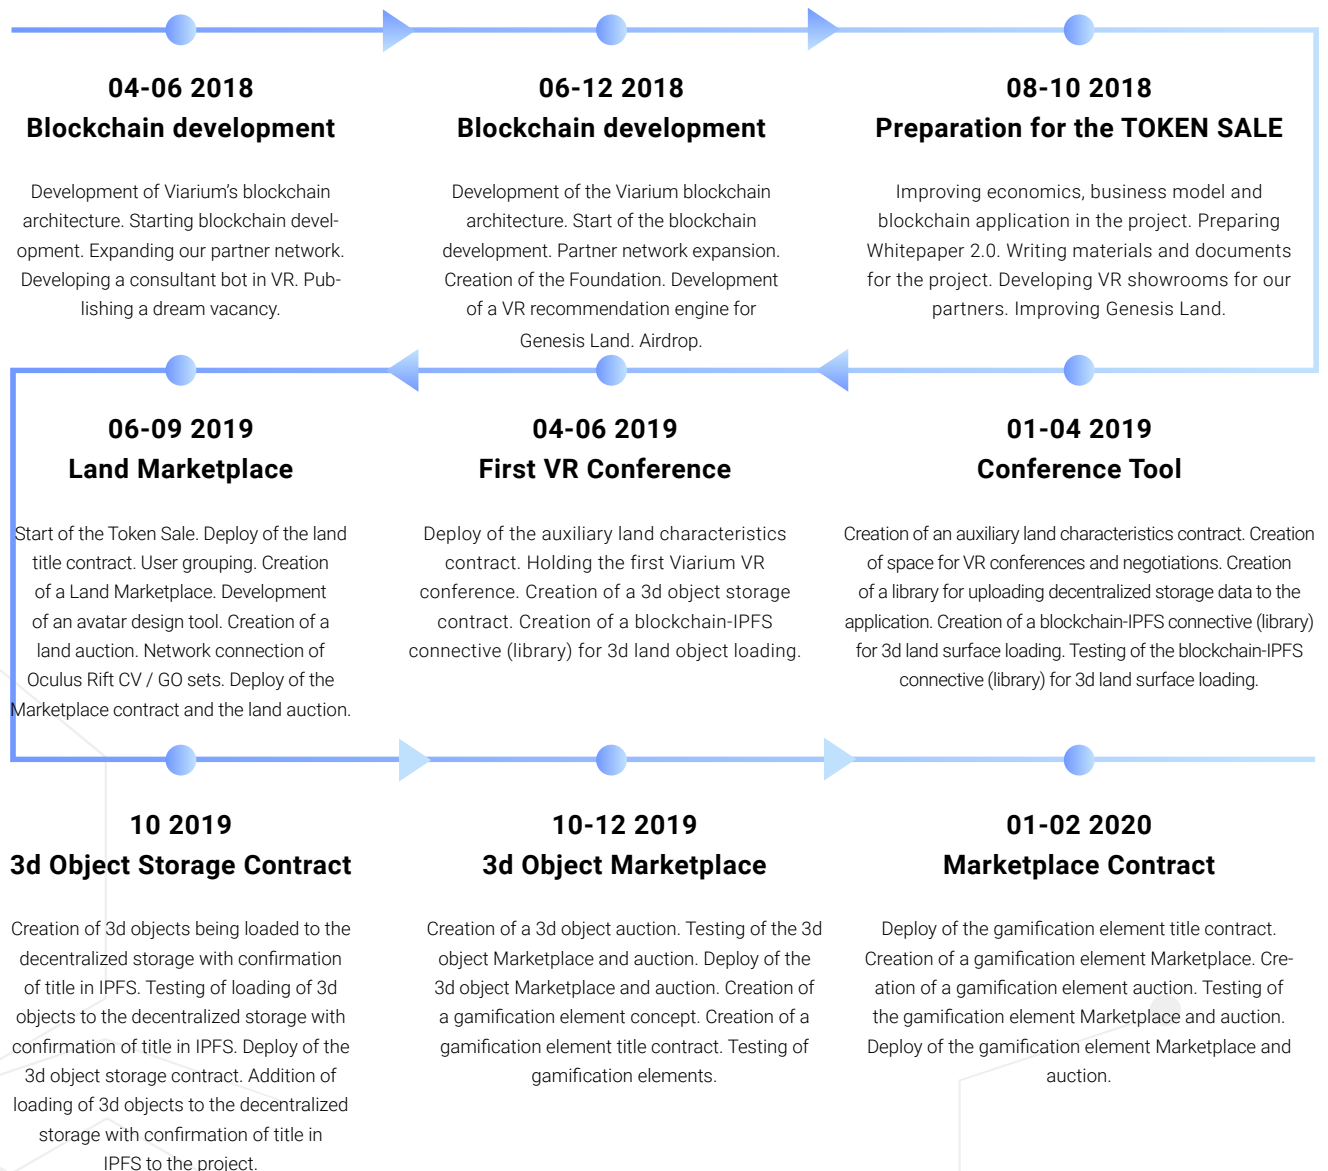 04-06 2018
Blockchain development
Development of Viarium’s blockchain
architecture. Starting blockchain devel-
opment. Expanding our partner network.
Developing a consultant bot in VR. Pub-
lishing a dream vacancy.
06-12 2018
Blockchain development
Development of the Viarium blockchain
architecture. Start of the blockchain
development. Partner network expansion.
Creation of the Foundation. Development
of a VR recommendation engine for
Genesis Land. Airdrop.
08-10 2018
Preparation for the TOKEN SALE
Improving economics, business model and
blockchain application in the project. Preparing
Whitepaper 2.0. Writing materials and documents
for the project. Developing VR showrooms for our
partners. Improving Genesis Land.
01-04 2019
Conference Tool
Creation of an auxiliary land characteristics contract. Creation
of space for VR conferences and negotiations. Creation
of a library for uploading decentralized storage data to the
application. Creation of a blockchain-IPFS connective (library)
for 3d land surface loading. Testing of the blockchain-IPFS
connective (library) for 3d land surface loading.
04-06 2019
First VR Conference
Deploy of the auxiliary land characteristics
contract. Holding the first Viarium VR
conference. Creation of a 3d object storage
contract. Creation of a blockchain-IPFS
connective (library) for 3d land object loading.
06-09 2019
Land Marketplace
Start of the Token Sale. Deploy of the land
title contract. User grouping. Creation
of a Land Marketplace. Development
of an avatar design tool. Creation of a
land auction. Network connection of
Oculus Rift CV / GO sets. Deploy of the
Marketplace contract and the land auction.
10 2019
3d Object Storage Contract
Creation of 3d objects being loaded to the
decentralized storage with confirmation
of title in IPFS. Testing of loading of 3d
objects to the decentralized storage with
confirmation of title in IPFS. Deploy of the
3d object storage contract. Addition of
loading of 3d objects to the decentralized
storage with confirmation of title in
IPFS to the project.
10-12 2019
3d Object Marketplace
Creation of a 3d object auction. Testing of the 3d
object Marketplace and auction. Deploy of the
3d object Marketplace and auction. Creation of
a gamification element concept. Creation of a
gamification element title contract. Testing of
gamification elements.
01-02 2020
Marketplace Contract
Deploy of the gamification element title contract.
Creation of a gamification element Marketplace. Cre-
ation of a gamification element auction. Testing of
the gamification element Marketplace and auction.
Deploy of the gamification element Marketplace and
auction.